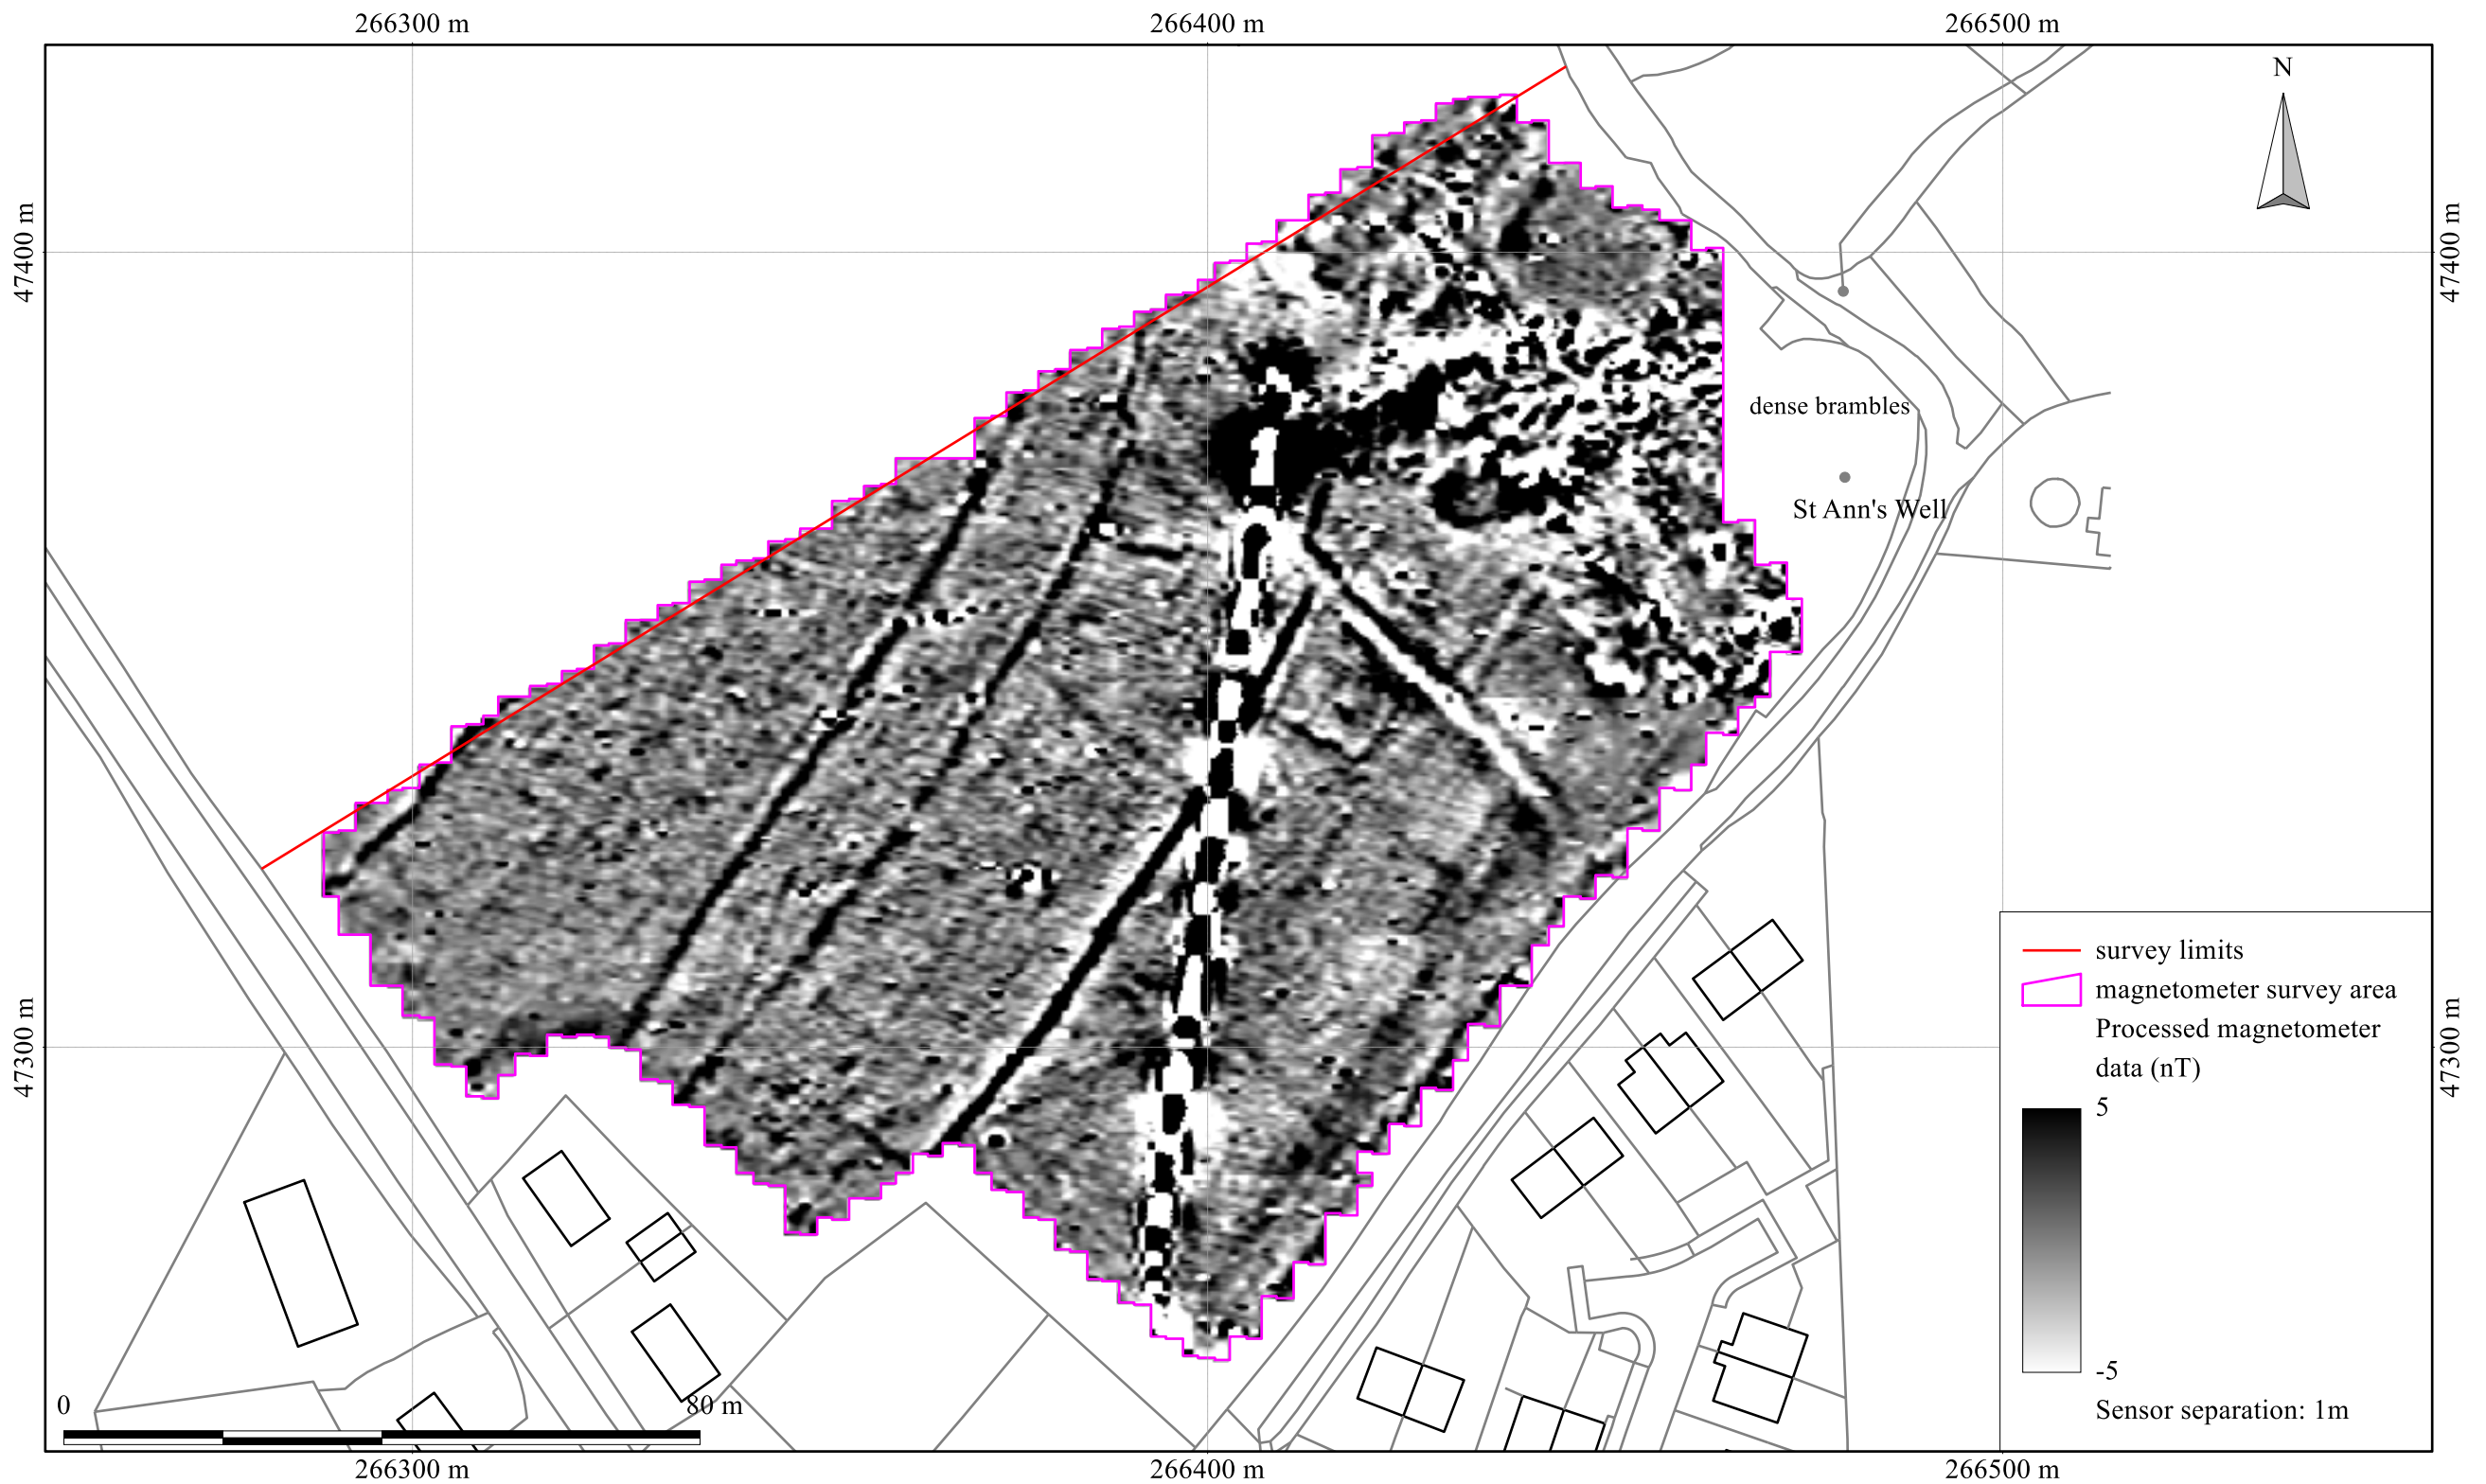 266300 m
266400 m
266500 m
N
47400 m
47400 m
dense brambles
St Ann's Well
survey limits
magnetometer survey area
Processed magnetometer
data (nT)
47300 m
47300 m
5
-5
Sensor separation: 1m
0
80 m
266300 m
266400 m
266500 m